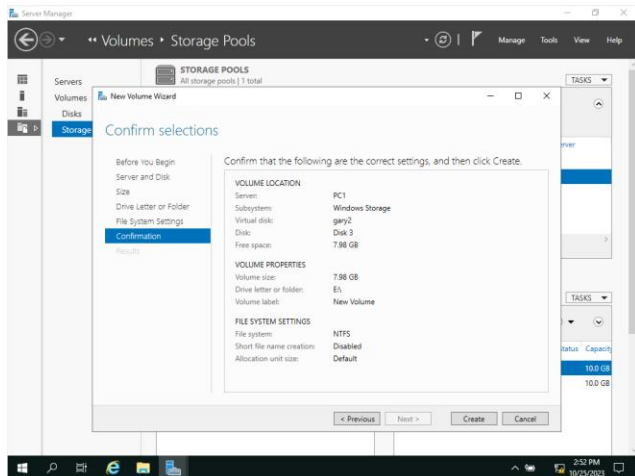 Server Manager
Volumes • Storage Pools
Manage Tools View Help
Servers
Volumes
Disks
Storage
STORAGE POOLS
All storage pools | 1 total
TASKS
New Volume Wizard
Confirm selections
Before You Begin
Server and Disk
Size
Drive Letter or Folder
File System Settings
Confirmation
Results
Confirm that the following are the correct settings, and then click Create.
VOLUME LOCATION
Server: PC1
Subsystem: Windows Storage
Virtual disk: gary2
Disk: Disk 3
Free space: 7.98 GB
VOLUME PROPERTIES
Volume size: 7.98 GB
Drive letter or folder: E:\
Volume label: New Volume
FILE SYSTEM SETTINGS
File system: NTFS
Short file name creation: Disabled
Allocation unit size: Default
< Previous Next > Create Cancel
erver
TASKS
tatus Capacity
10.0 GB
10.0 GB
2:52 PM
10/25/2023